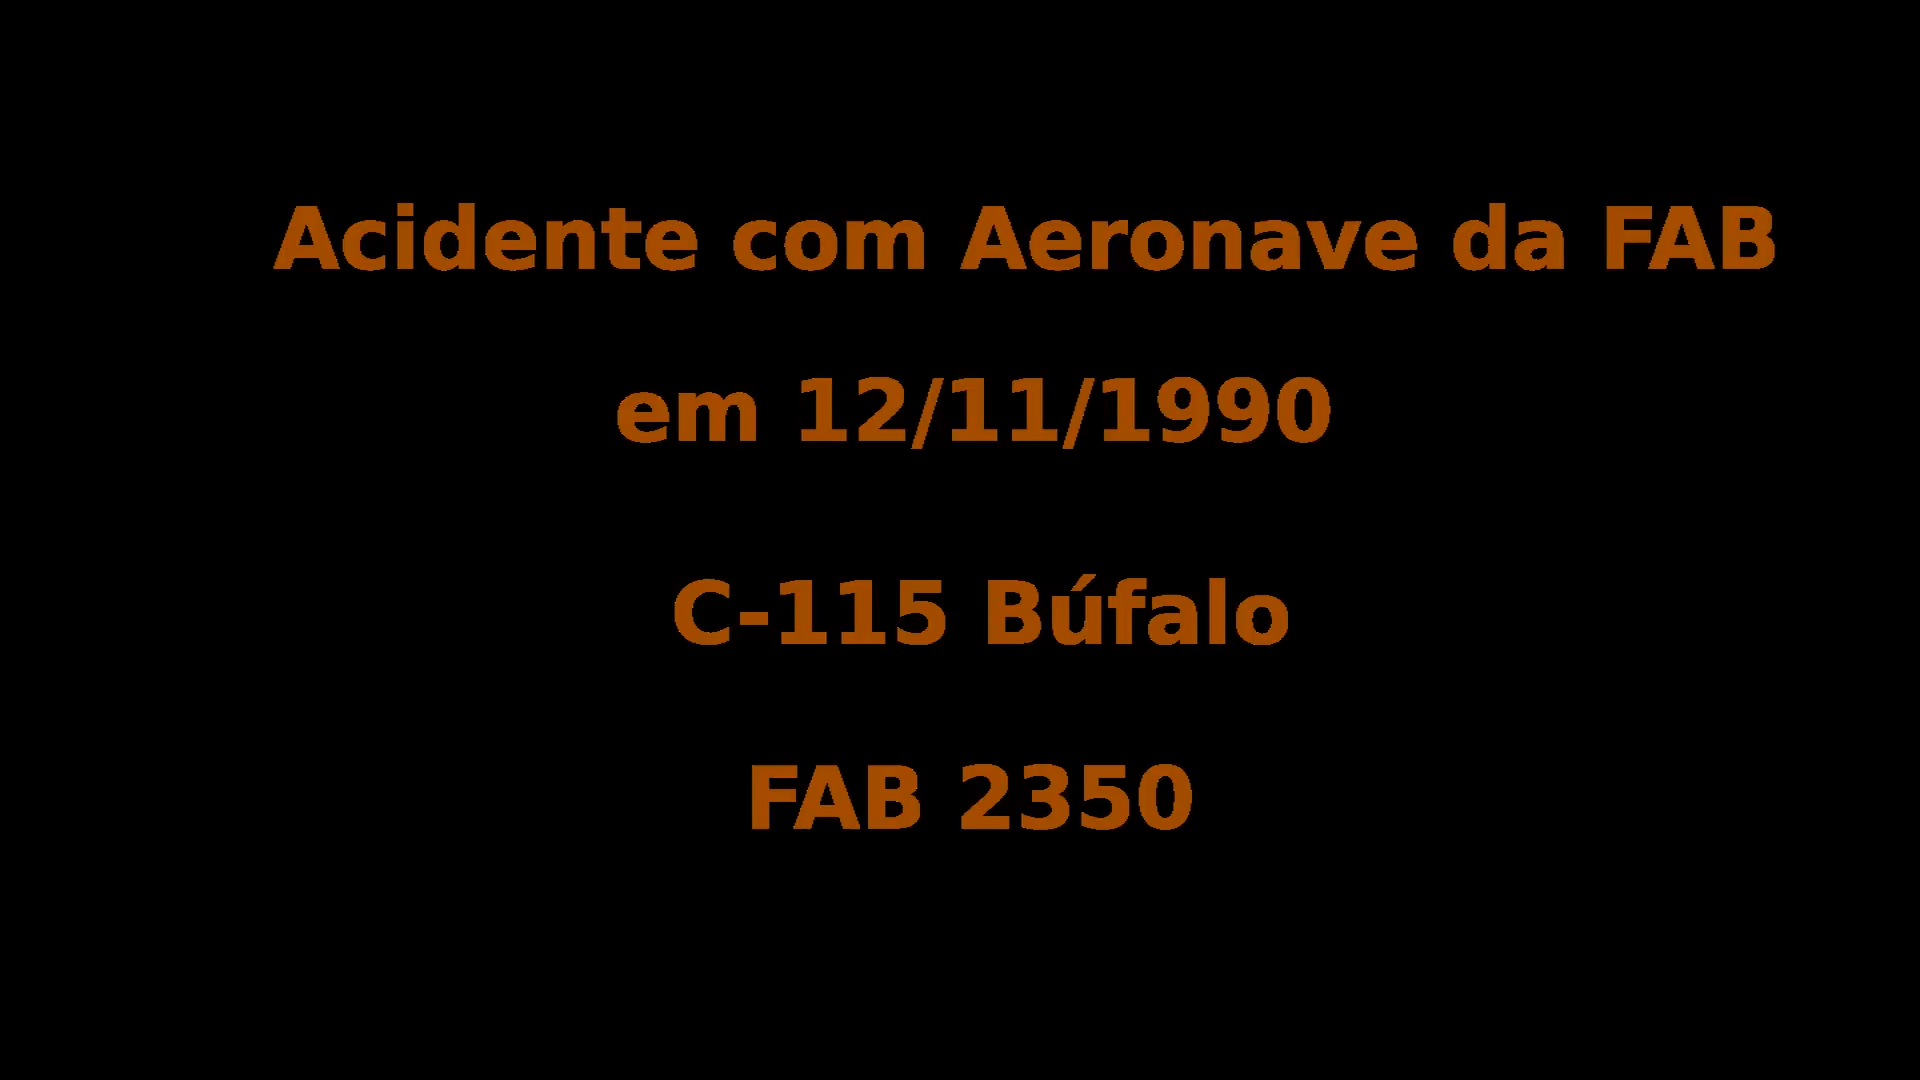 Acidente com Aeronave da FAB
em 12/11/1990
C-115 Búfalo
FAB 2350